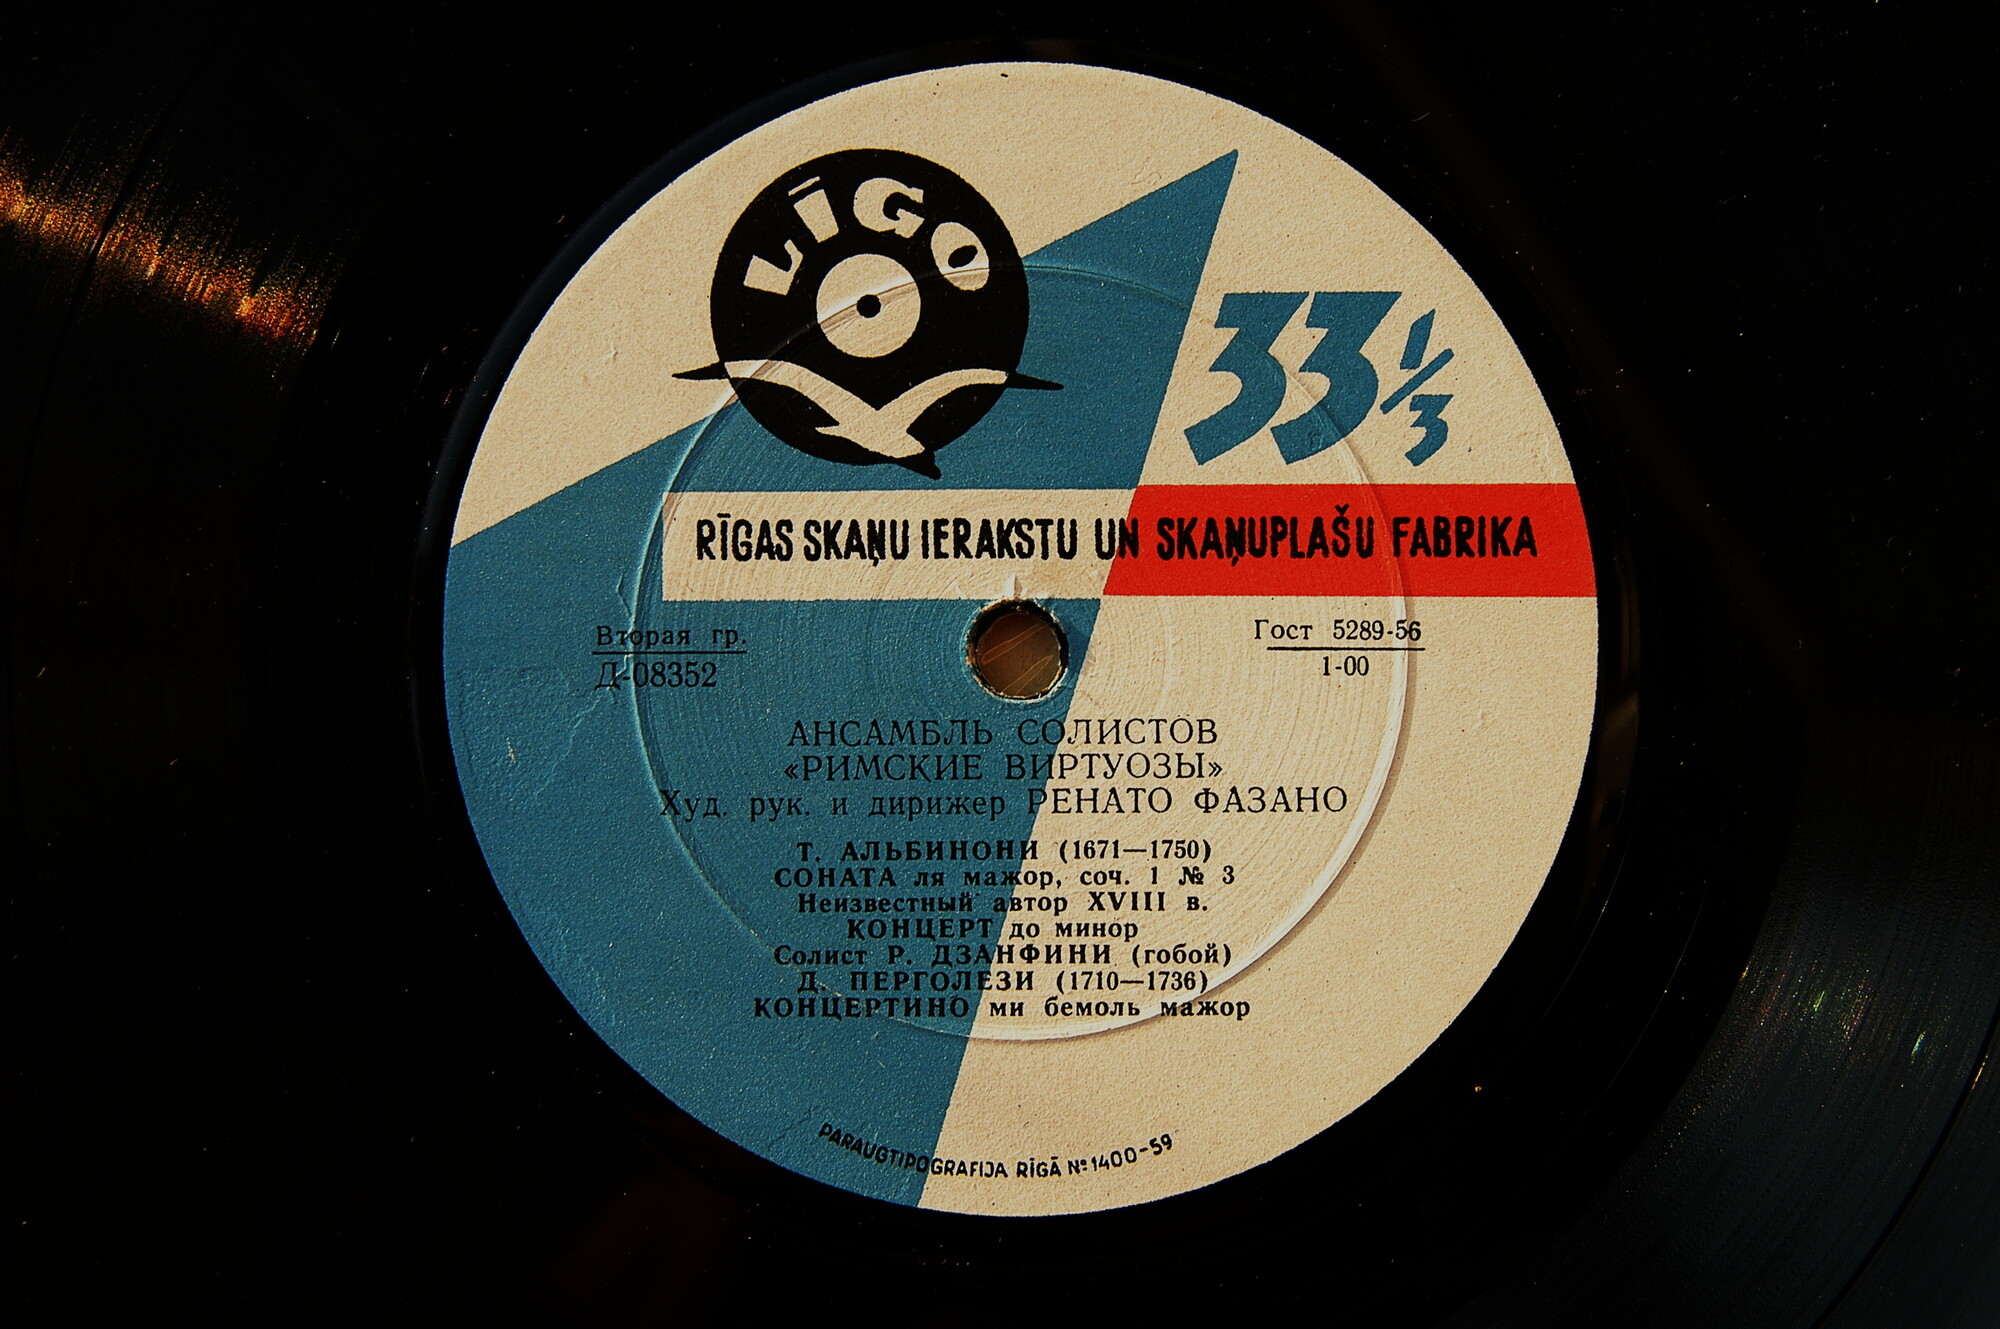 LĪGO
33 1/3
RĪGAS SKAŅU IERAKSTU UN SKAŅUPLAŠU FABRIKA
Вторая гр.
Д-08352
Гост 5289-56
1-00
АНСАМБЛЬ СОЛИСТОВ
«РИМСКИЕ ВИРТУОЗЫ»
Худ. рук. и дирижер РЕНАТО ФАЗАНО
Т. АЛЬБИНОНИ (1671—1750)
СОНАТА ля мажор, соч. 1 № 3
Неизвестный автор XVIII в.
КОНЦЕРТ до минор
Солист Р. ДЗАНФИНИ (гобой)
Д. ПЕРГОЛЕЗИ (1710—1736)
КОНЦЕРТИНО ми бемоль мажор
PARAUGTIPOGRAFIJA RĪGĀ № 1400-59